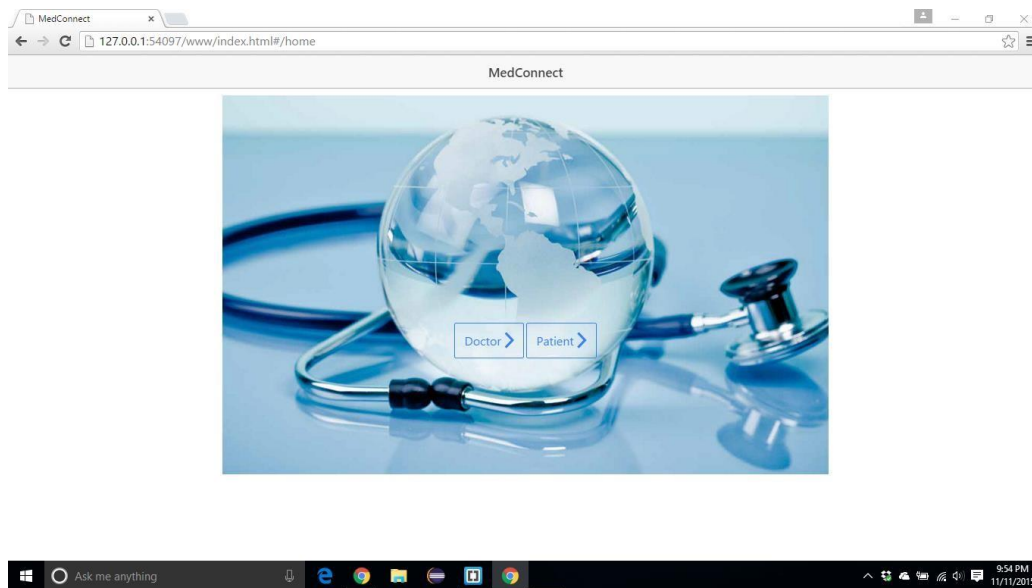 MedConnect
127.0.0.1:54097/www/index.html#/home
MedConnect
Doctor
Patient
Ask me anything
9:54 PM